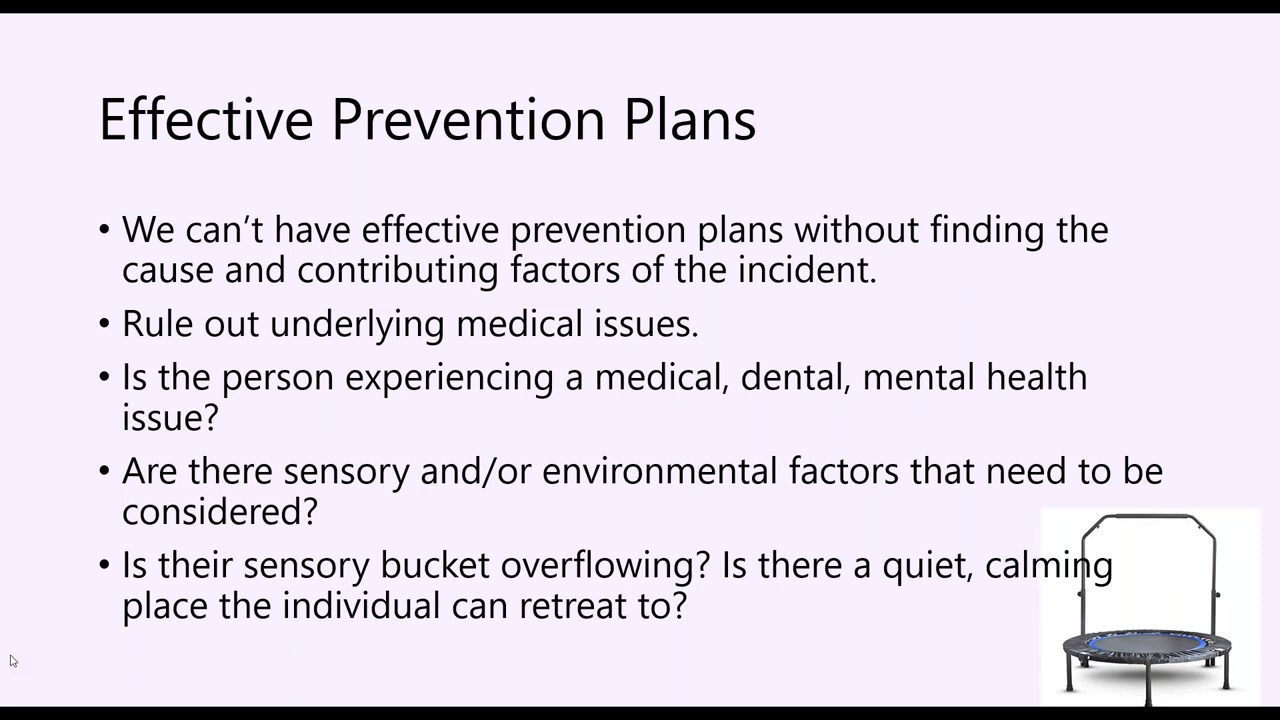 Effective Prevention Plans
• We can’t have effective prevention plans without finding the
cause and contributing factors of the incident.
• Rule out underlying medical issues.
• Is the person experiencing a medical, dental, mental health
issue?
• Are there sensory and/or environmental factors that need to be
considered?
• Is their sensory bucket overflowing? Is there a quiet, calming
place the individual can retreat to?